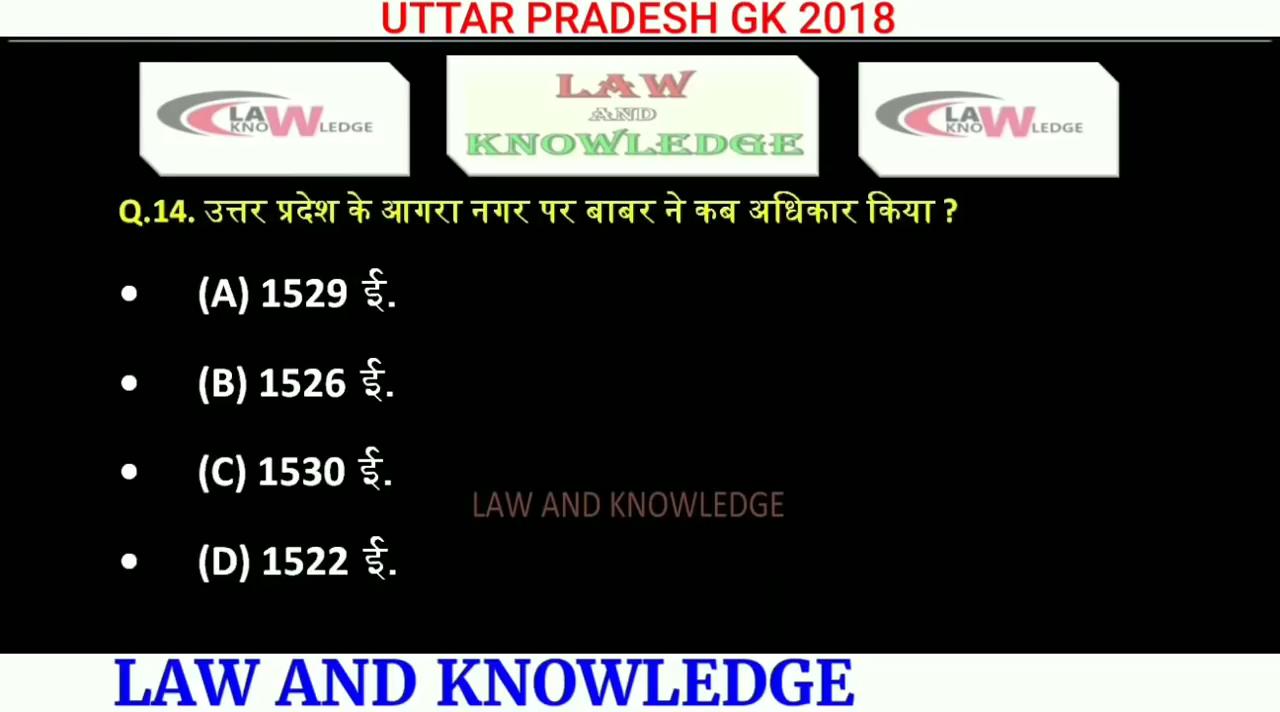 UTTAR PRADESH GK 2018
LAW
KNOWLEDGE
LAW
AND
KNOWLEDGE
LAW
KNOWLEDGE
Q.14. उत्तर प्रदेश के आगरा नगर पर बाबर ने कब अधिकार किया ?
• (A) 1529 ई.
• (B) 1526 ई.
• (C) 1530 ई.
LAW AND KNOWLEDGE
• (D) 1522 ई.
LAW AND KNOWLEDGE